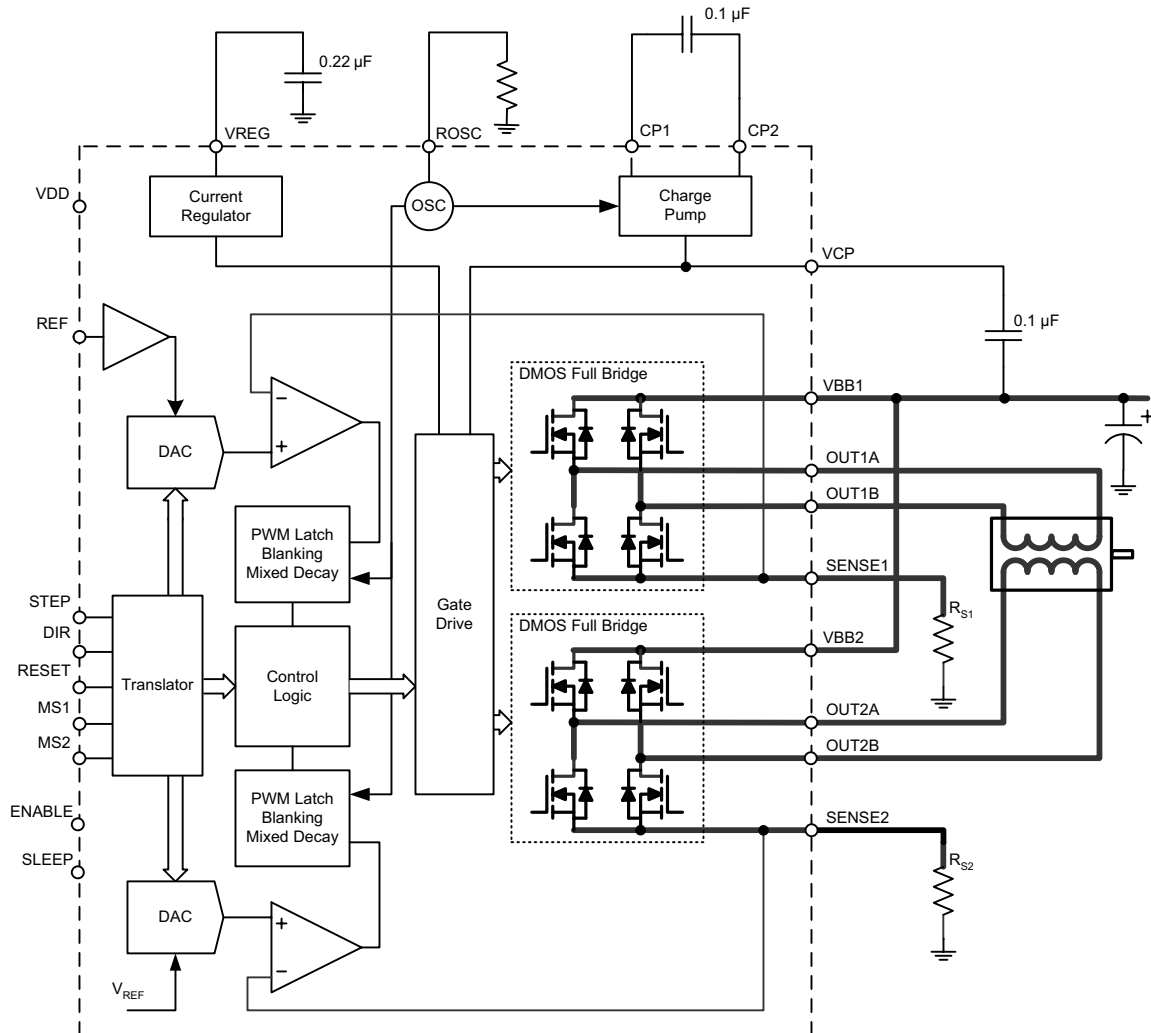 0.1 µF
0.22 µF
VREG
ROSC
CP1
CP2
VDD
Current
Regulator
OSC
Charge
Pump
VCP
REF
0.1 µF
DMOS Full Bridge
VBB1
−
+
DAC
+
OUT1A
OUT1B
PWM Latch
Blanking
Mixed Decay
SENSE1
Gate
Drive
STEP
DIR
RESET
MS1
MS2
Translator
Control
Logic
DMOS Full Bridge
VBB2
RS1
OUT2A
OUT2B
PWM Latch
Blanking
Mixed Decay
ENABLE
SLEEP
SENSE2
RS2
DAC
+
−
VREF